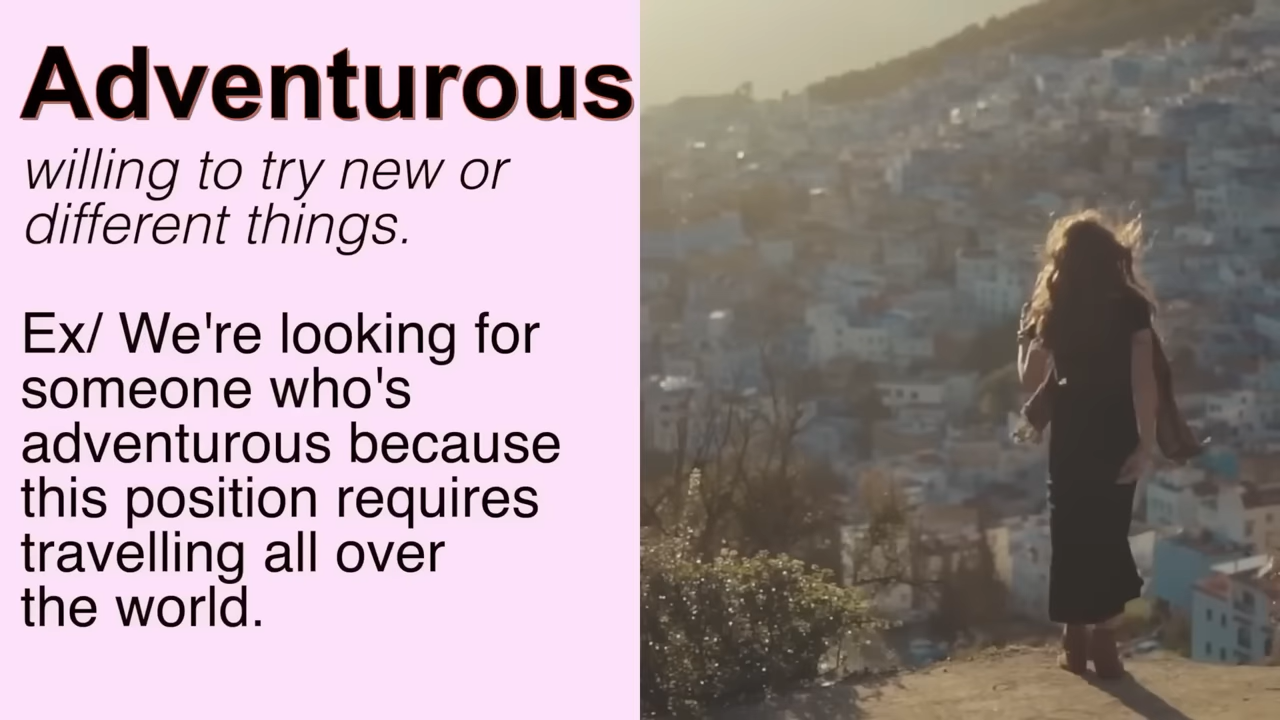 Adventurous
willing to try new or
different things.
Ex/ We're looking for
someone who's
adventurous because
this position requires
travelling all over
the world.